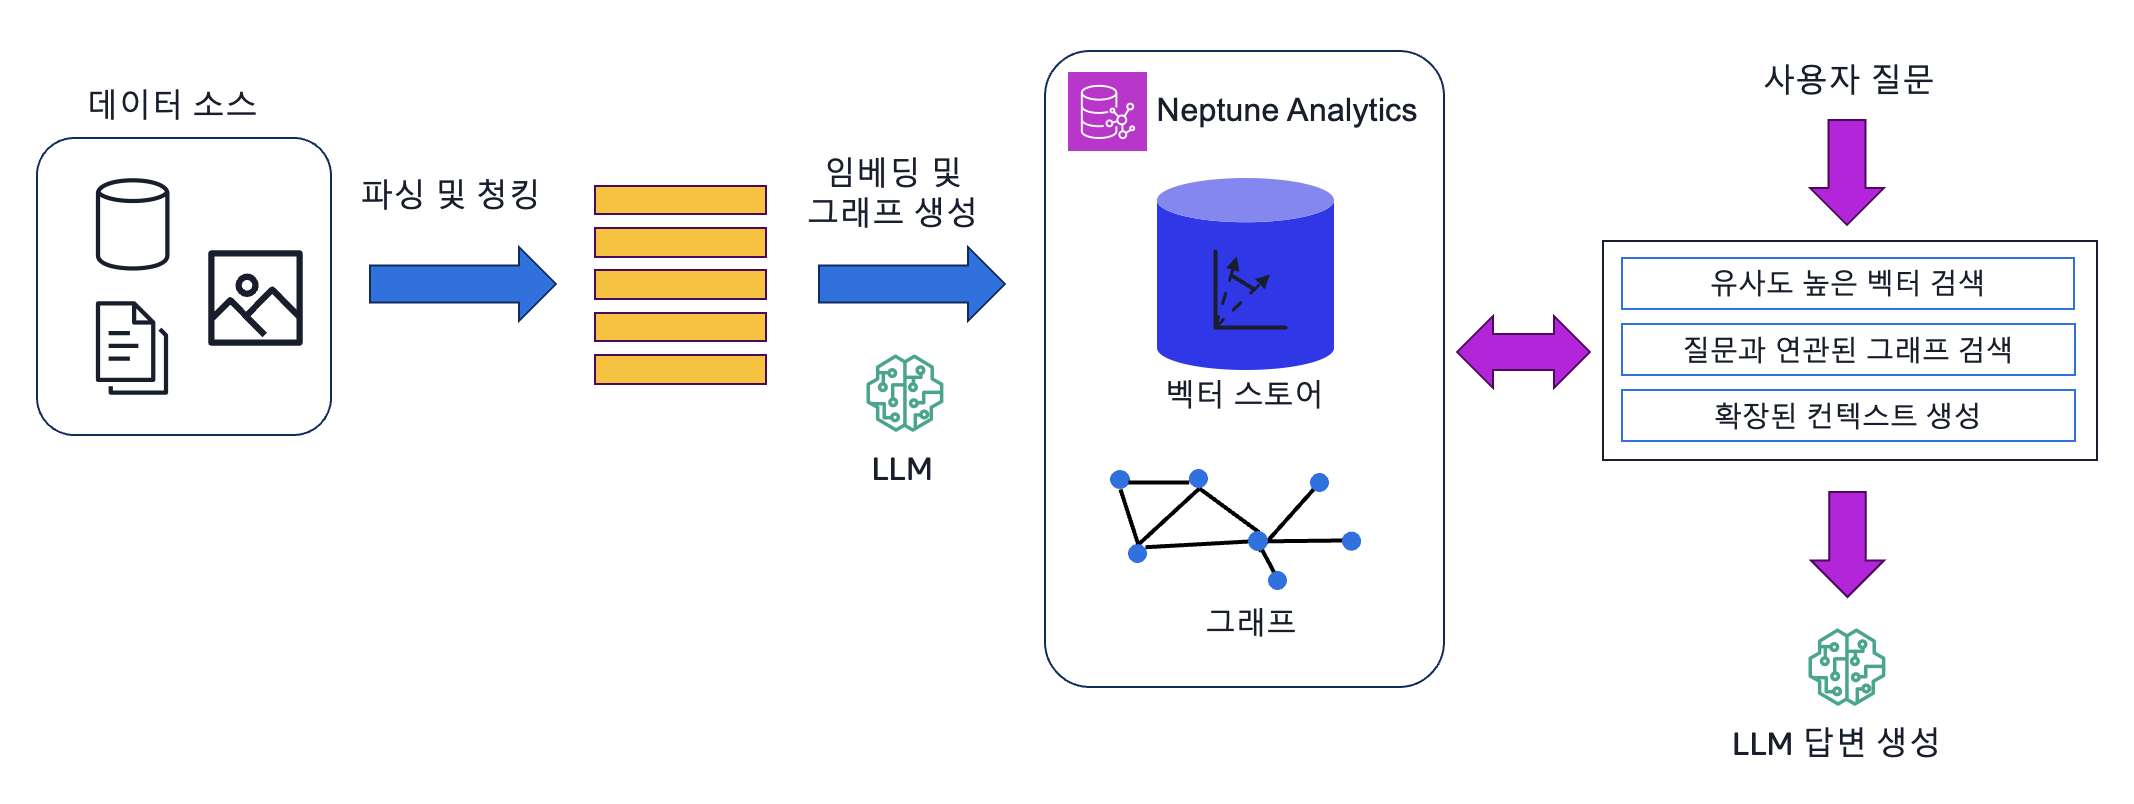 데이터 소스
파싱 및 청킹
임베딩 및
그래프 생성
LLM
Neptune Analytics
벡터 스토어
그래프
사용자 질문
유사도 높은 벡터 검색
질문과 연관된 그래프 검색
확장된 컨텍스트 생성
LLM 답변 생성